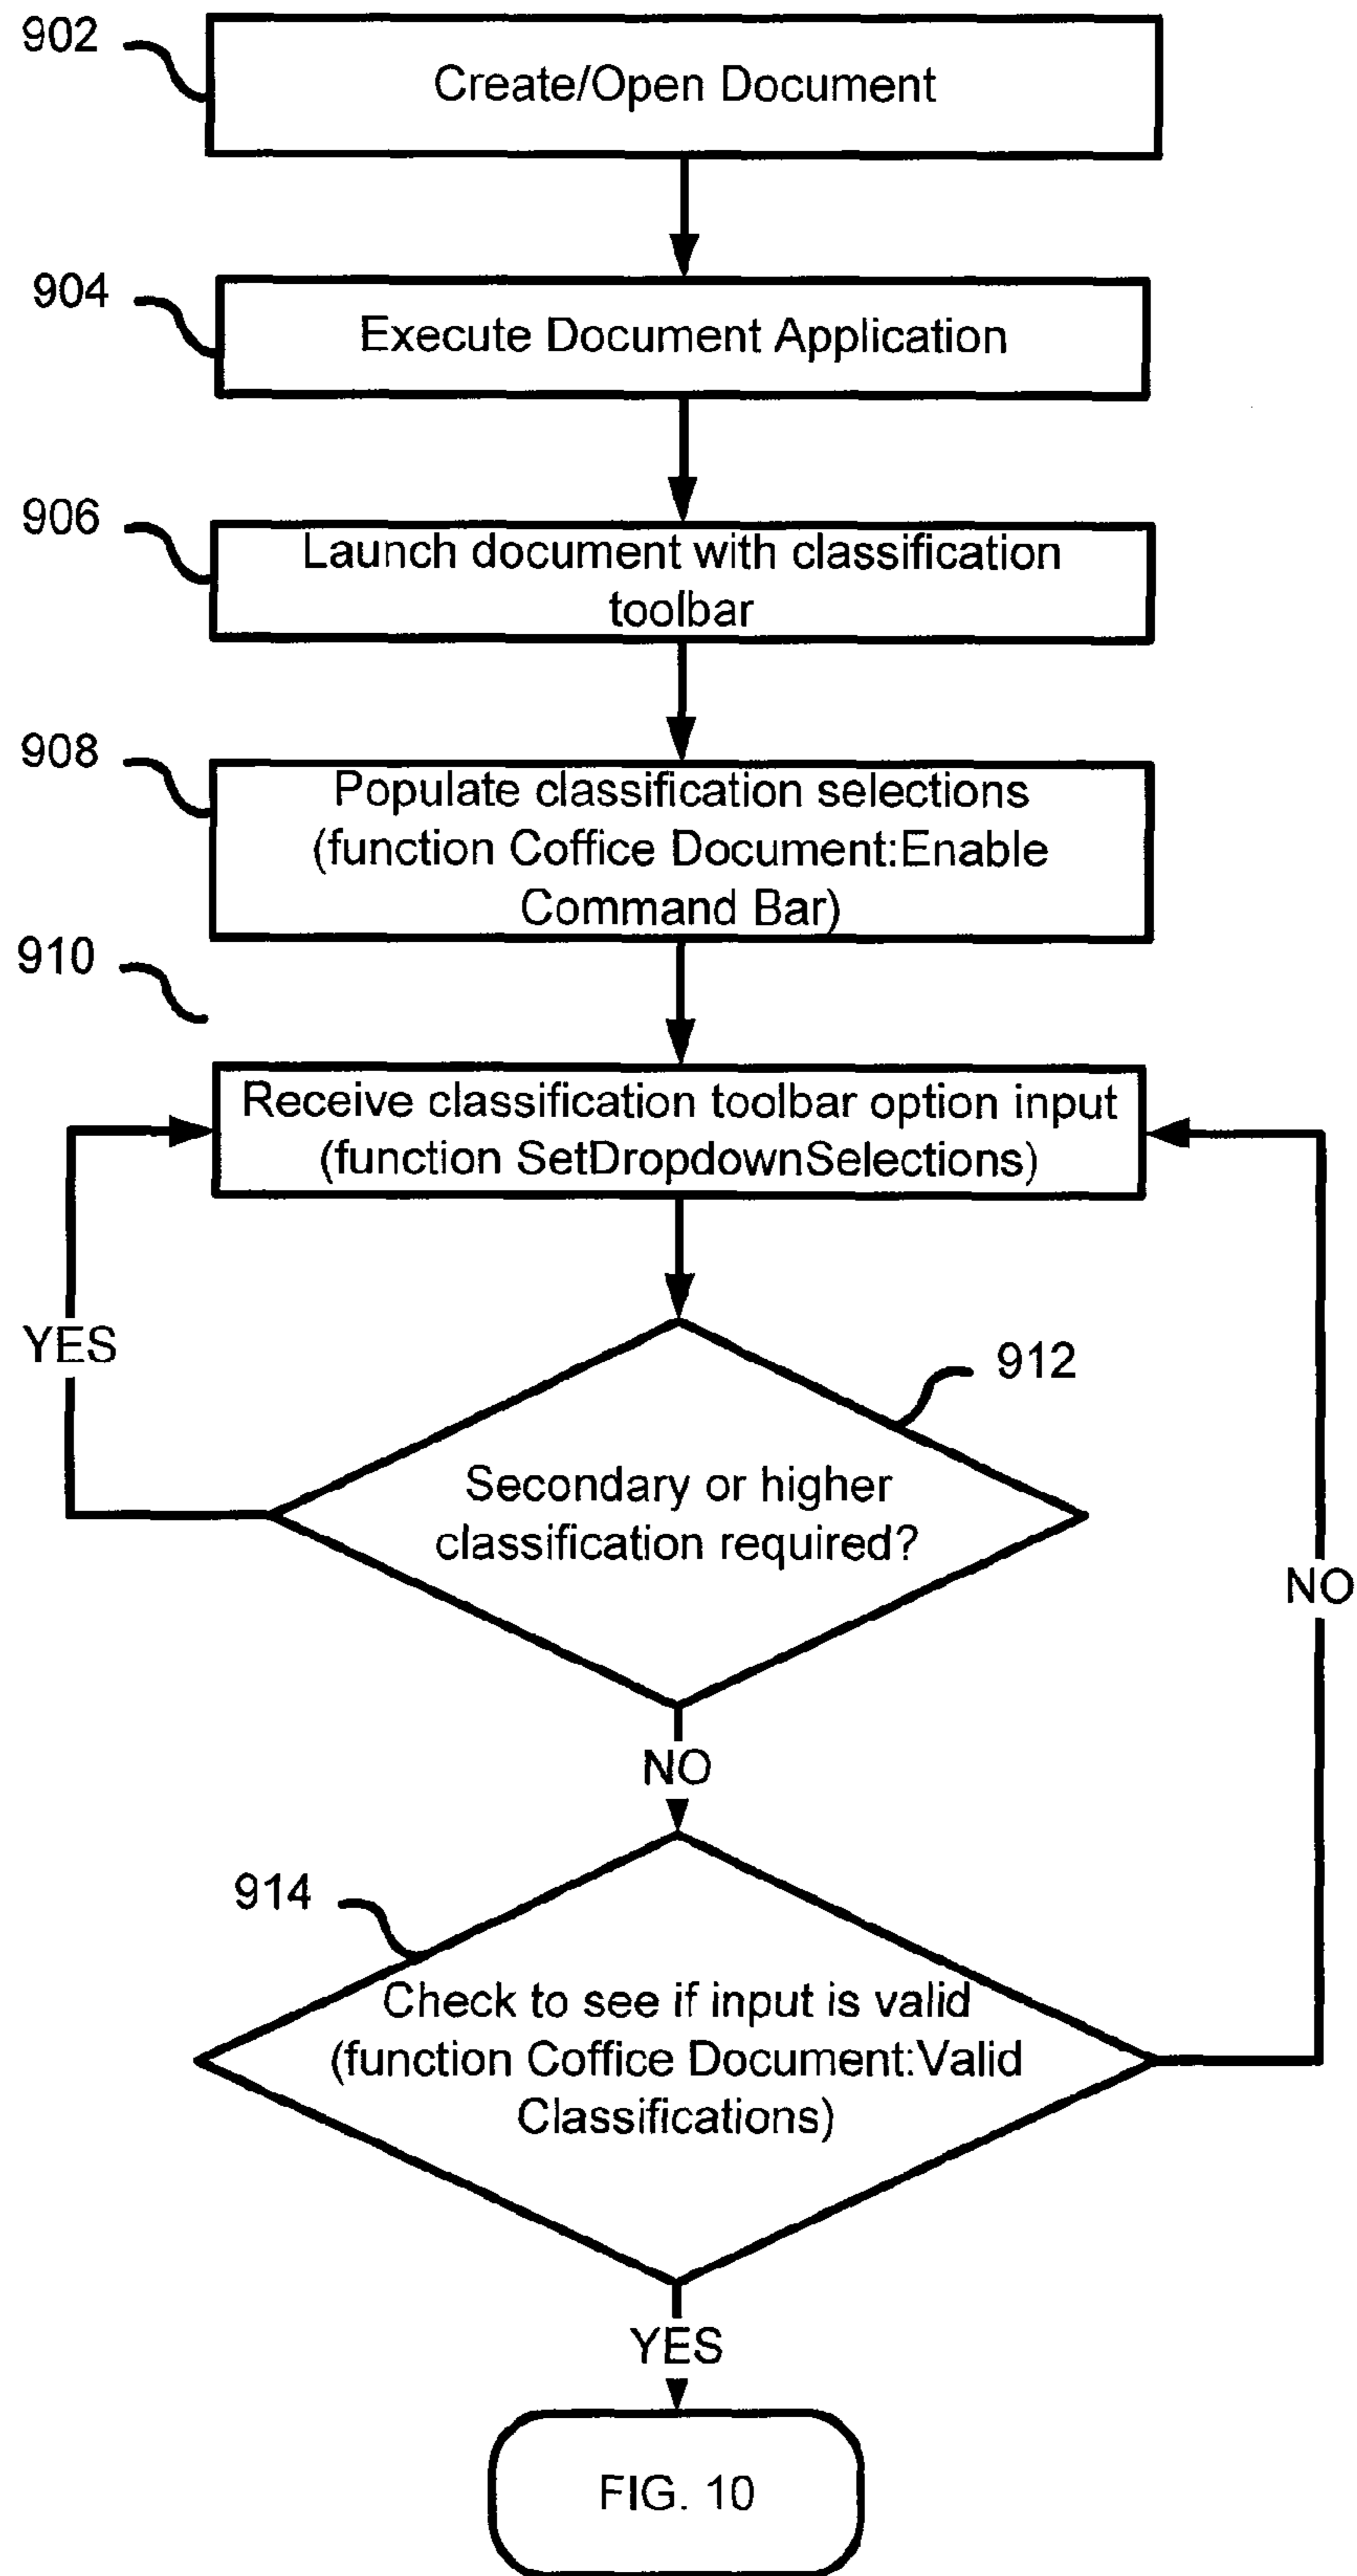 902
Create/Open Document
904
Execute Document Application
906
Launch document with classification
toolbar
908
Populate classification selections
(function Coffice Document:Enable
Command Bar)
910
Receive classification toolbar option input
(function SetDropdownSelections)
YES
912
Secondary or higher
classification required?
NO
NO
914
Check to see if input is valid
(function Coffice Document:Valid
Classifications)
YES
FIG. 10